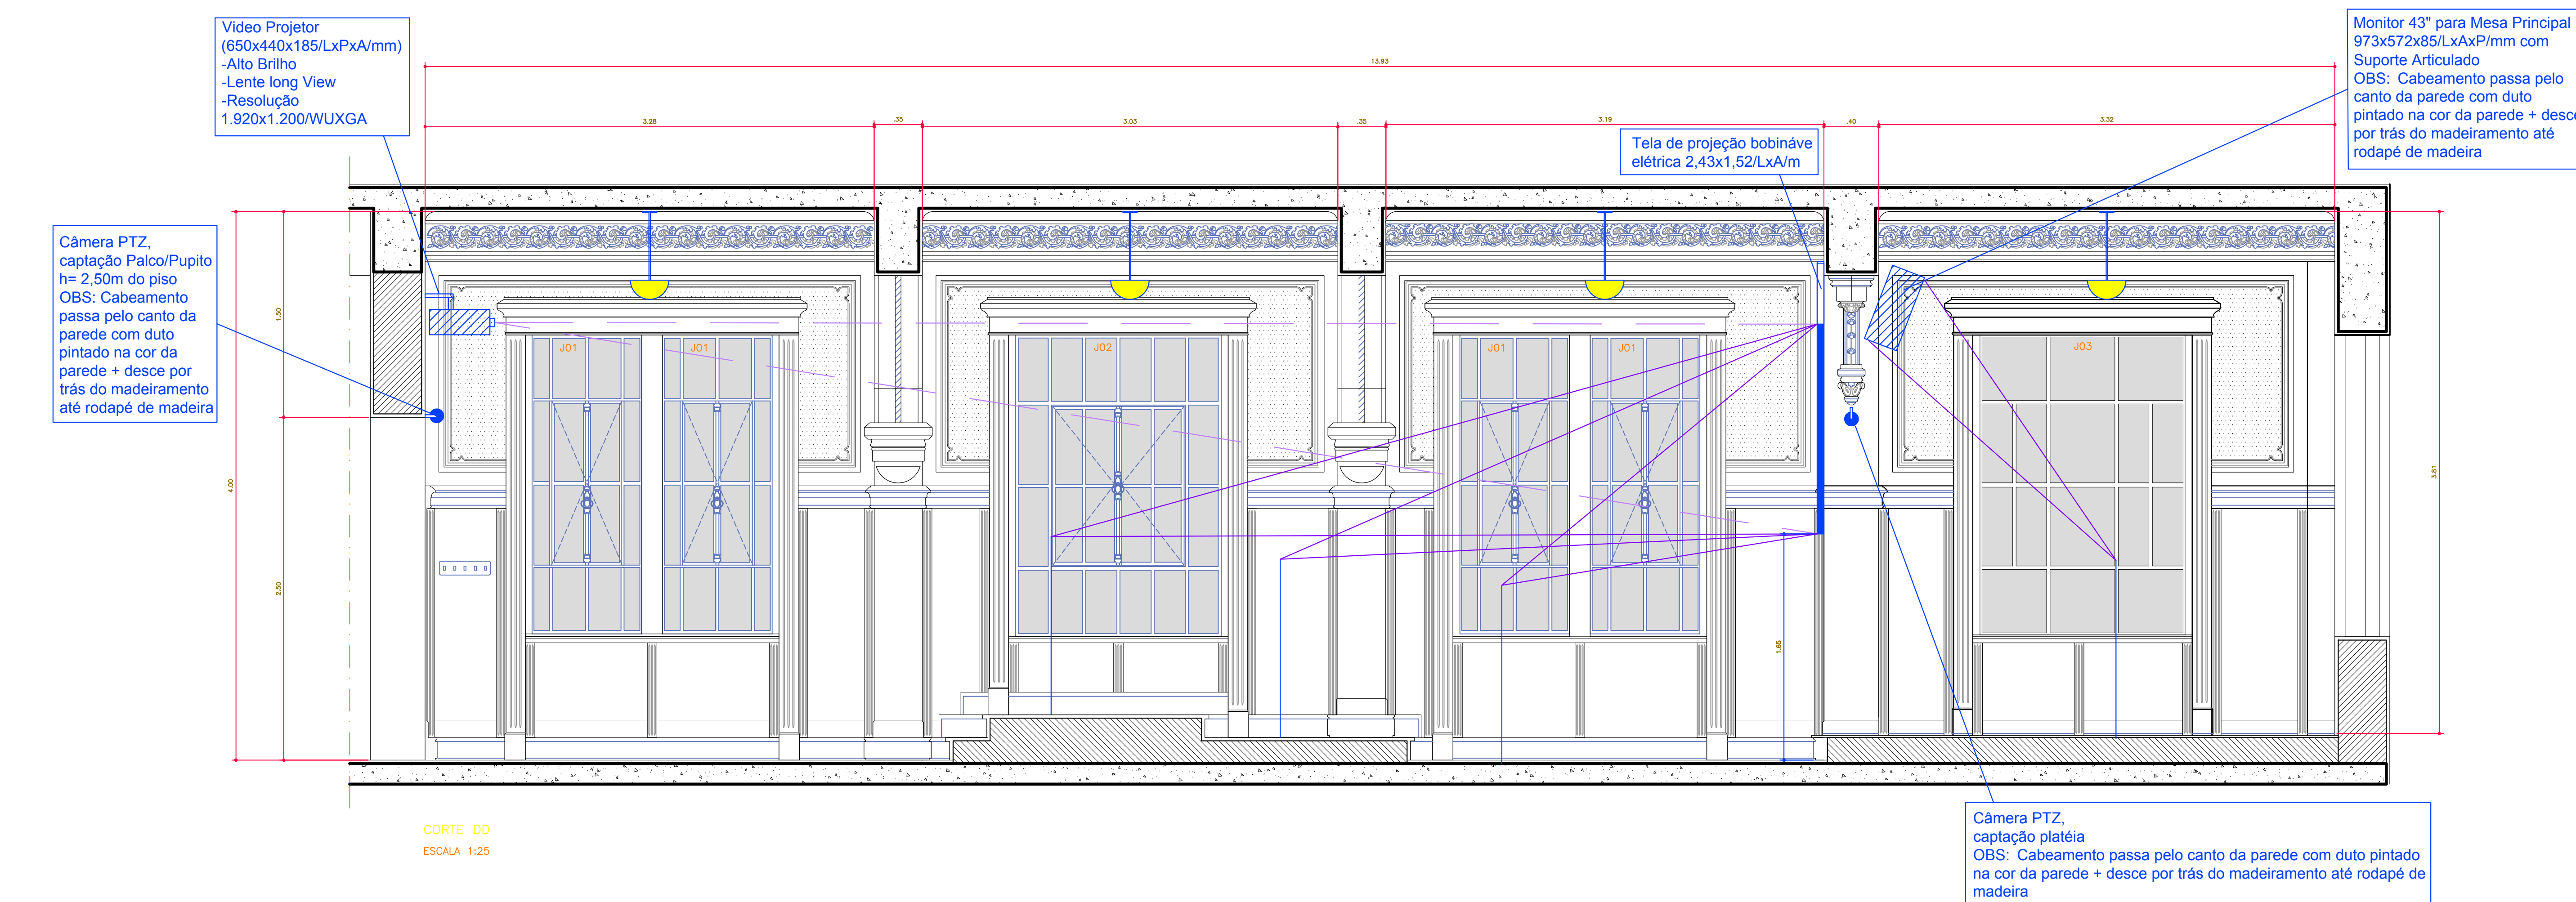 Video Projetor
(650x440x185/LxPxA/mm)
-Alto Brilho
-Lente long View
-Resolução
1.920x1.200/WUXGA
Monitor 43" para Mesa Principal
973x572x85/LxAxP/mm com
Suporte Articulado
OBS: Cabeamento passa pelo
canto da parede com duto
pintado na cor da parede + desce
por trás do madeiramento até
rodapé de madeira
13.93
3.28
.35
3.03
.35
3.19
.40
3.32
Tela de projeção bobináve
elétrica 2,43x1,52/LxA/m
Câmera PTZ,
captação Palco/Pupito
h= 2,50m do piso
OBS: Cabeamento
passa pelo canto da
parede com duto
pintado na cor da
parede + desce por
trás do madeiramento
até rodapé de madeira
1.50
4.00
2.50
J01
J01
J02
J01
J01
J03
3.81
1.65
CORTE DD
ESCALA 1:25
Câmera PTZ,
captação platéia
OBS: Cabeamento passa pelo canto da parede com duto pintado
na cor da parede + desce por trás do madeiramento até rodapé de
madeira